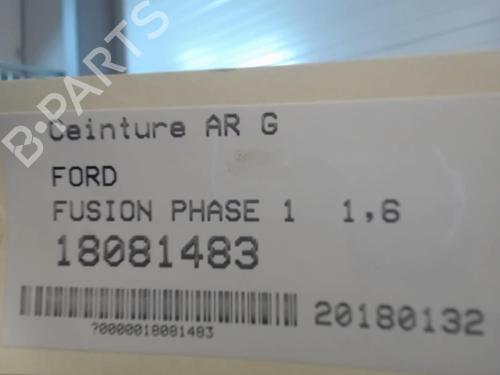 B-PARTS
Ceinture AR G
FORD
FUSION PHASE 1 1,6
18081483
20180132
?0000018081483